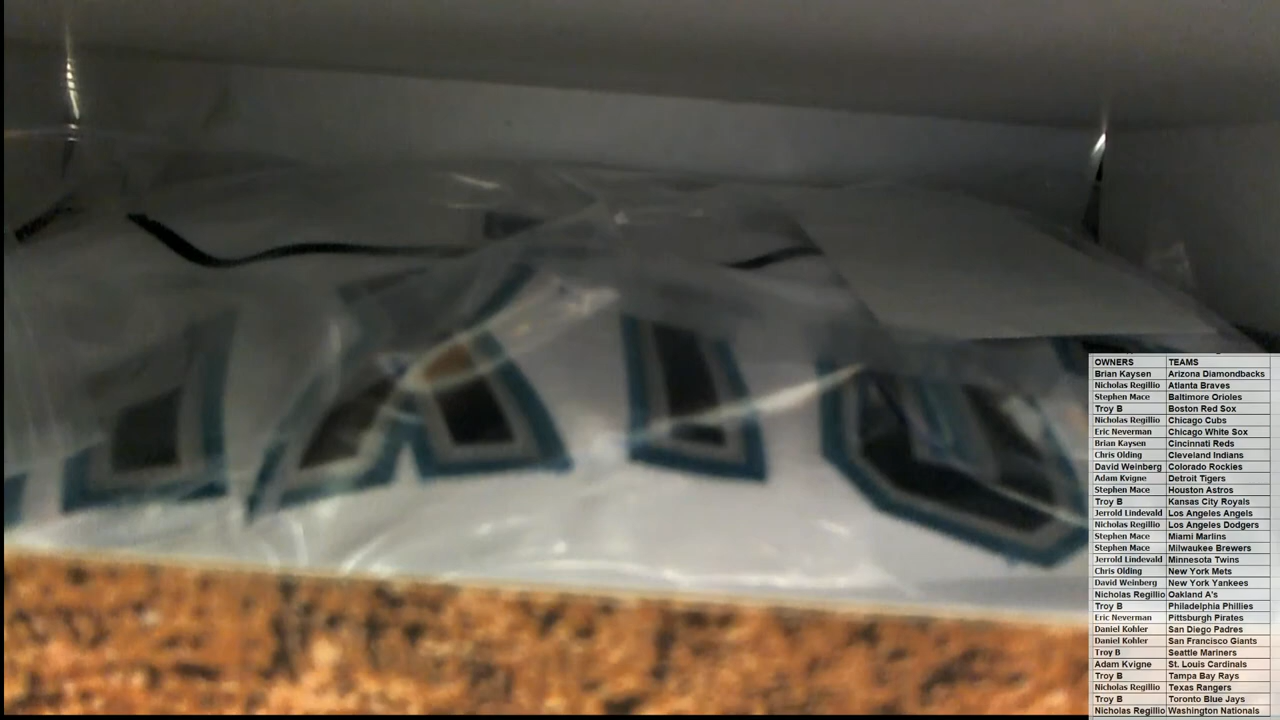 OWNERS TEAMS
Brian Kaysen Arizona Diamondbacks
Nicholas Regillio Atlanta Braves
Stephen Mace Baltimore Orioles
Troy B Boston Red Sox
Nicholas Regillio Chicago Cubs
Eric Neverman Chicago White Sox
Brian Kaysen Cincinnati Reds
Chris Olding Cleveland Indians
David Weinberg Colorado Rockies
Adam Kvigne Detroit Tigers
Stephen Mace Houston Astros
Troy B Kansas City Royals
Jerrold Lindevald Los Angeles Angels
Nicholas Regillio Los Angeles Dodgers
Stephen Mace Miami Marlins
Stephen Mace Milwaukee Brewers
Jerrold Lindevald Minnesota Twins
Chris Olding New York Mets
David Weinberg New York Yankees
Nicholas Regillio Oakland A's
Troy B Philadelphia Phillies
Eric Neverman Pittsburgh Pirates
Daniel Kohler San Diego Padres
Daniel Kohler San Francisco Giants
Troy B Seattle Mariners
Adam Kvigne St. Louis Cardinals
Troy B Tampa Bay Rays
Nicholas Regillio Texas Rangers
Troy B Toronto Blue Jays
Nicholas Regillio Washington Nationals